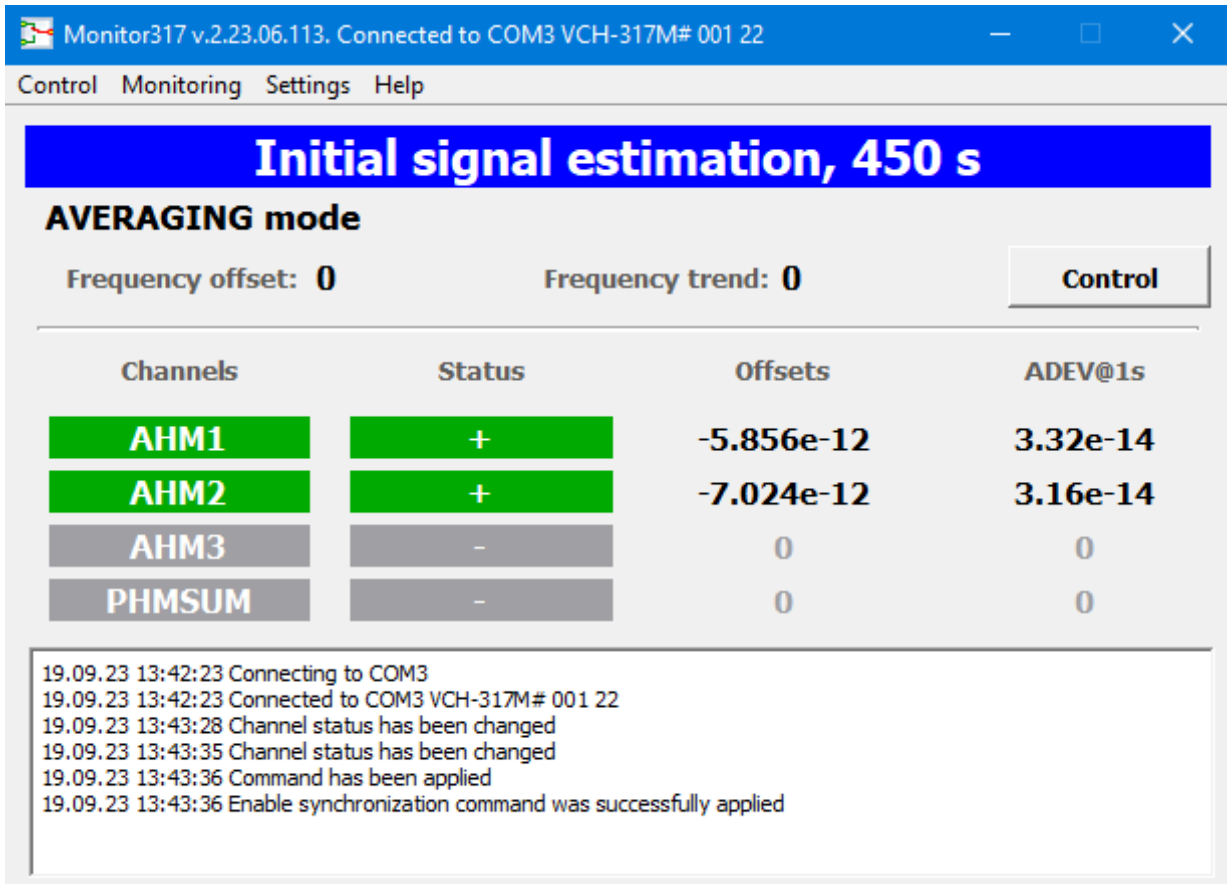 Monitor317 v.2.23.06.113. Connected to COM3 VCH-317M# 001 22
Control Monitoring Settings Help
Initial signal estimation, 450 s
AVERAGING mode
Frequency offset: 0 Frequency trend: 0 Control
Channels Status Offsets ADEV@1s
AHM1 + -5.856e-12 3.32e-14
AHM2 + -7.024e-12 3.16e-14
AHM3 - 0 0
PHMSUM - 0 0
19.09.23 13:42:23 Connecting to COM3
19.09.23 13:42:23 Connected to COM3 VCH-317M# 001 22
19.09.23 13:43:28 Channel status has been changed
19.09.23 13:43:35 Channel status has been changed
19.09.23 13:43:36 Command has been applied
19.09.23 13:43:36 Enable synchronization command was successfully applied